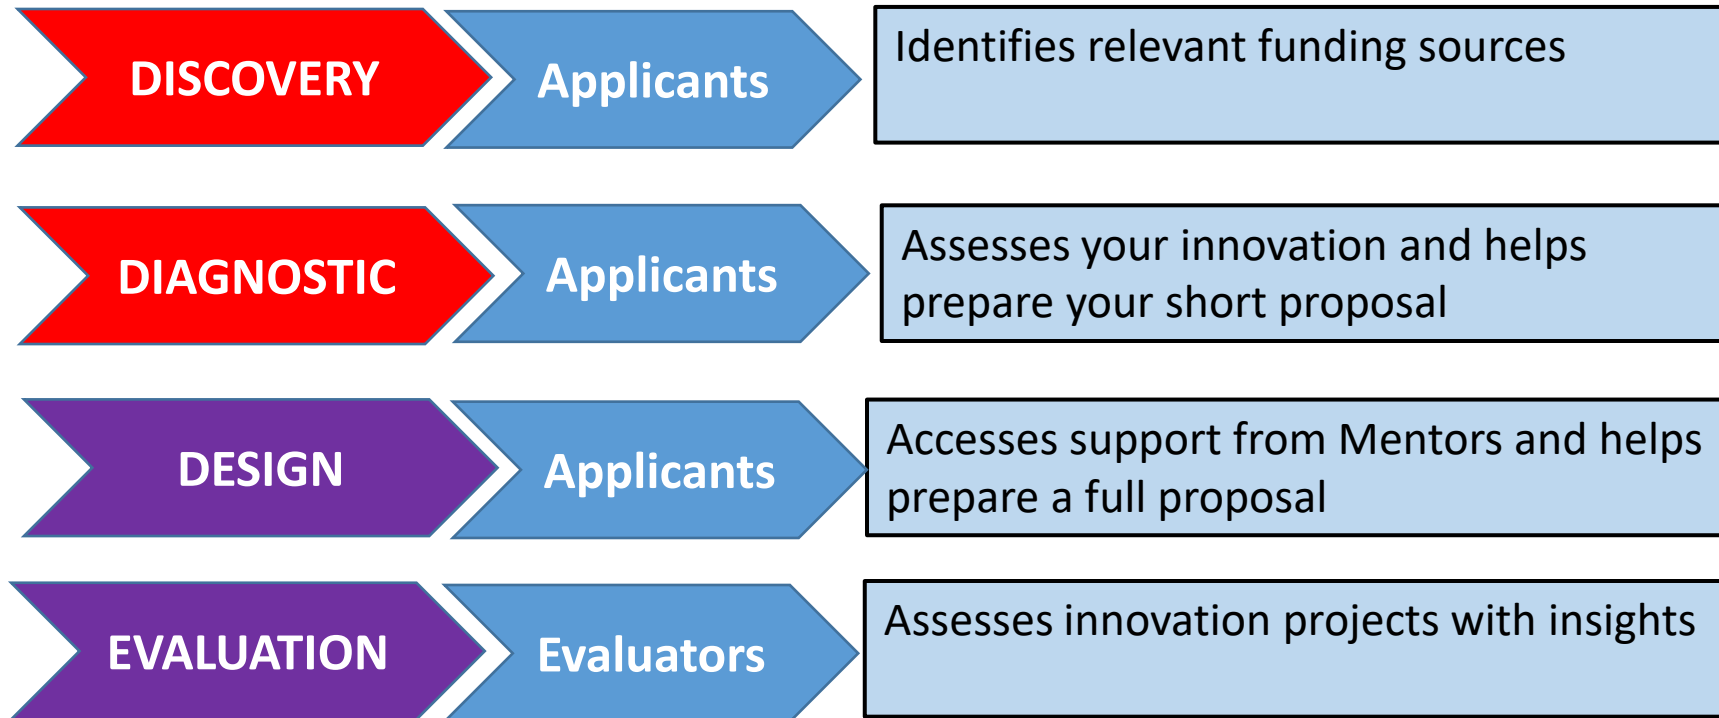 DISCOVERY
Applicants
Identifies relevant funding sources
DIAGNOSTIC
Applicants
Assesses your innovation and helps
prepare your short proposal
DESIGN
Applicants
Accesses support from Mentors and helps
prepare a full proposal
EVALUATION
Evaluators
Assesses innovation projects with insights